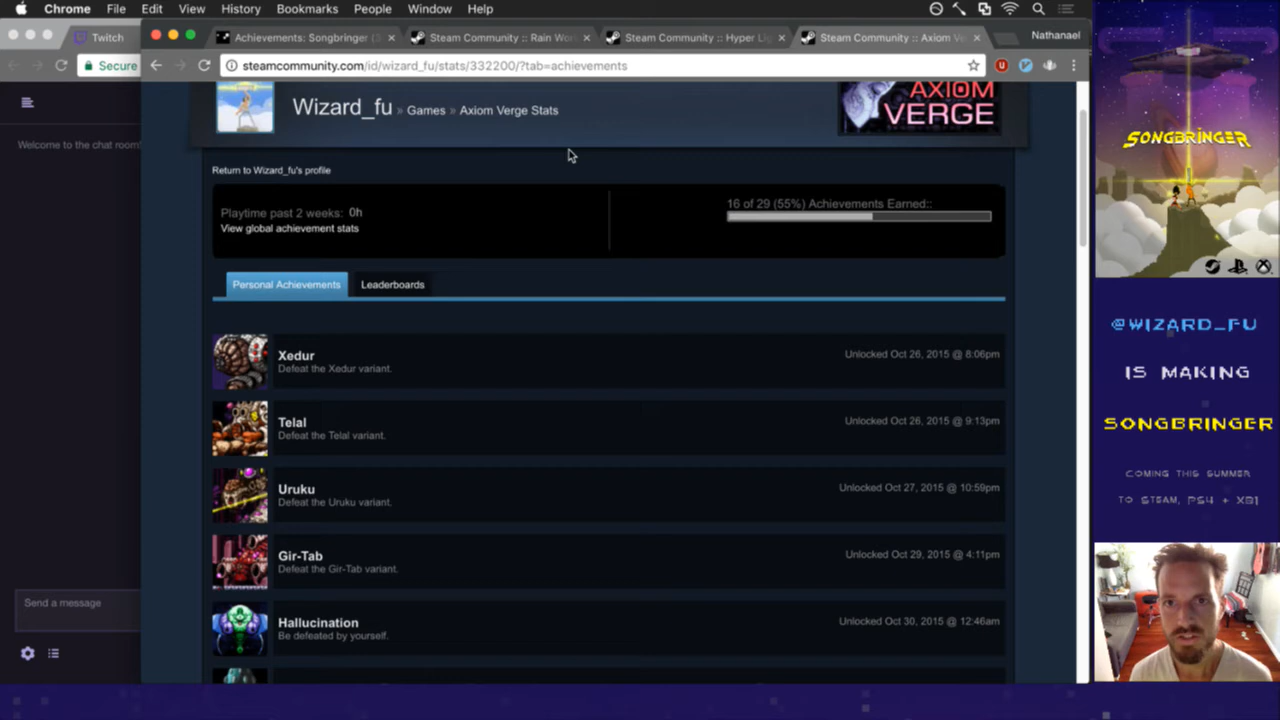 Chrome File Edit View History Bookmarks People Window Help
Twitch
Achievements: Songbringer (
Steam Community :: Rain Wo
Steam Community :: Hyper Li
Steam Community :: Axiom Ve
Nathanael
Secure
steamcommunity.com/id/wizard_fu/stats/332200/?tab=achievements
Welcome to the chat room!
Wizard_fu » Games » Axiom Verge Stats
AXIOM
VERGE
Return to Wizard_fu's profile
Playtime past 2 weeks: 0h
View global achievement stats
16 of 29 (55%) Achievements Earned::
Personal Achievements
Leaderboards
Xedur
Defeat the Xedur variant.
Unlocked Oct 26, 2015 @ 8:06pm
Telal
Defeat the Telal variant.
Unlocked Oct 26, 2015 @ 9:13pm
Uruku
Defeat the Uruku variant.
Unlocked Oct 27, 2015 @ 10:59pm
Gir-Tab
Defeat the Gir-Tab variant.
Unlocked Oct 29, 2015 @ 4:11pm
Hallucination
Be defeated by yourself.
Unlocked Oct 30, 2015 @ 12:46am
Send a message
SONGBRINGER
@WIZARD_FU
IS MAKING
SONGBRINGER
COMING THIS SUMMER
TO STEAM, PS4 + XB1